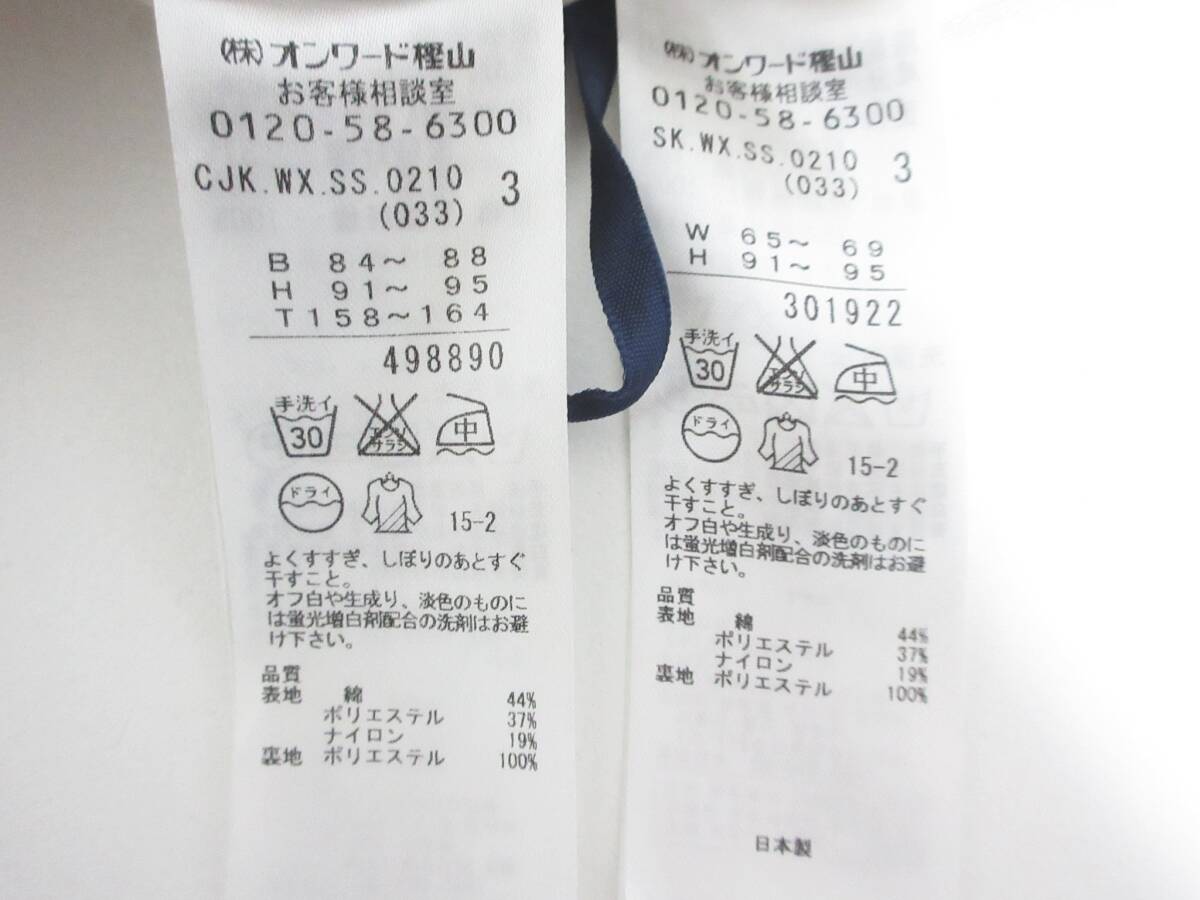 (株)オンワード樫山
お客様相談室
0120-58-6300
CJK.WX.SS.0210 3
(033)
B 84～ 88
H 91～ 95
T158～164
498890
手洗イ
30
エンソ
サラシ
中
ドライ
15-2
よくすすぎ、しぼりのあとすぐ
干すこと。
オフ白や生成り、淡色のものに
は蛍光増白剤配合の洗剤はお避
け下さい。
品質
表地 綿 44%
ポリエステル 37%
ナイロン 19%
裏地 ポリエステル 100%
(株)オンワード樫山
お客様相談室
0120-58-6300
SK.WX.SS.0210 3
(033)
W 65～ 69
H 91～ 95
301922
手洗イ
30
エンソ
サラシ
中
ドライ
15-2
よくすすぎ、しぼりのあとすぐ
干すこと。
オフ白や生成り、淡色のものに
は蛍光増白剤配合の洗剤はお避
け下さい。
品質
表地 綿 44%
ポリエステル 37%
ナイロン 19%
裏地 ポリエステル 100%
日本製